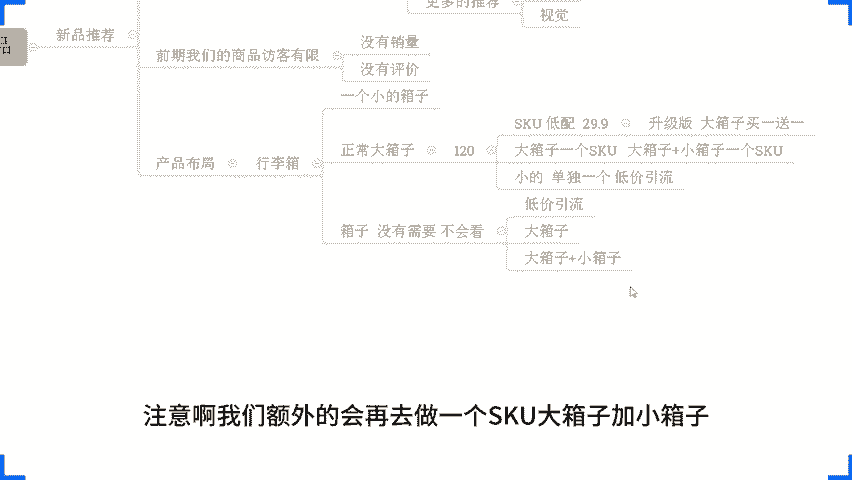 更多的推荐
视觉
新品推荐
前期我们的商品访客有限
没有销量
没有评价
一个小的箱子
产品布局
行李箱
正常大箱子
120
SKU 低配 29.9
升级版 大箱子买一送一
大箱子一个SKU 大箱子+小箱子一个SKU
小的 单独一个 低价引流
箱子 没有需要 不会看
低价引流
大箱子
大箱子+小箱子
注意啊我们额外的会再去做一个SKU大箱子加小箱子